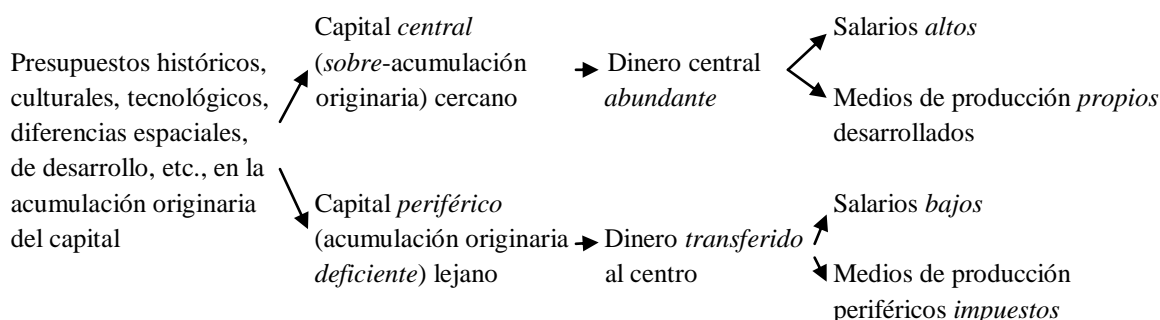 Presupuestos históricos,
culturales, tecnológicos,
diferencias espaciales,
de desarrollo, etc., en la
acumulación originaria
del capital
Capital central
(sobre-acumulación
originaria) cercano
Dinero central
abundante
Salarios altos
Medios de producción propios
desarrollados
Capital periférico
(acumulación originaria
deficiente) lejano
Dinero transferido
al centro
Salarios bajos
Medios de producción
periféricos impuestos